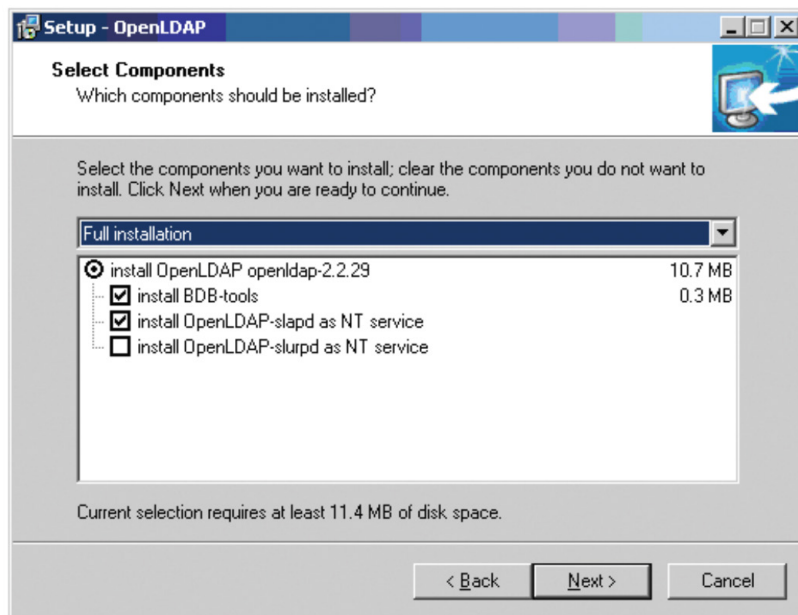 Setup - OpenLDAP
Select Components
Which components should be installed?
Select the components you want to install; clear the components you do not want to
install. Click Next when you are ready to continue.
Full installation
install OpenLDAP openldap-2.2.29 10.7 MB
install BDB-tools 0.3 MB
install OpenLDAP-slapd as NT service
install OpenLDAP-slurpd as NT service
Current selection requires at least 11.4 MB of disk space.
< Back Next > Cancel